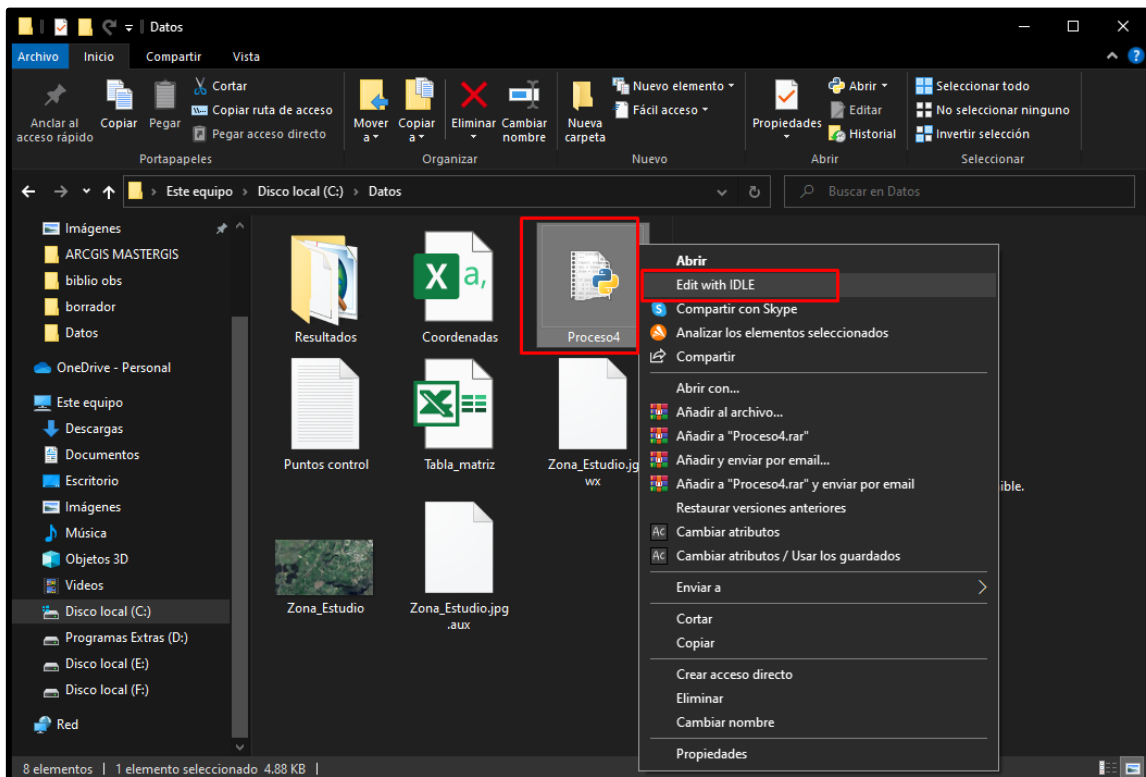 Datos
Archivo
Inicio
Compartir
Vista
Anclar al
acceso rápido
Copiar
Pegar
Cortar
Copiar ruta de acceso
Pegar acceso directo
Portapapeles
Mover
a
Copiar
a
Eliminar
Cambiar
nombre
Organizar
Nueva
carpeta
Nuevo elemento
Fácil acceso
Nuevo
Propiedades
Abrir
Editar
Historial
Abrir
Seleccionar todo
No seleccionar ninguno
Invertir selección
Seleccionar
Este equipo > Disco local (C:) > Datos
Buscar en Datos
Imágenes
ARCGIS MASTERGIS
biblio obs
borrador
Datos
OneDrive - Personal
Este equipo
Descargas
Documentos
Escritorio
Imágenes
Música
Objetos 3D
Videos
Disco local (C:)
Programas Extras (D:)
Disco local (E:)
Disco local (F:)
Red
X a,
Resultados
Coordenadas
Proceso4
X
Puntos control
Tabla_matriz
Zona_Estudio.jg
wx
Zona_Estudio
Zona_Estudio.jpg
.aux
Abrir
Edit with IDLE
Compartir con Skype
Analizar los elementos seleccionados
Compartir
Abrir con...
Añadir al archivo...
Añadir a "Proceso4.rar"
Añadir y enviar por email...
Añadir a "Proceso4.rar" y enviar por email
Restaurar versiones anteriores
Ac Cambiar atributos
Ac Cambiar atributos / Usar los guardados
Enviar a
Cortar
Copiar
Crear acceso directo
Eliminar
Cambiar nombre
Propiedades
ible.
8 elementos | 1 elemento seleccionado 4.88 KB |